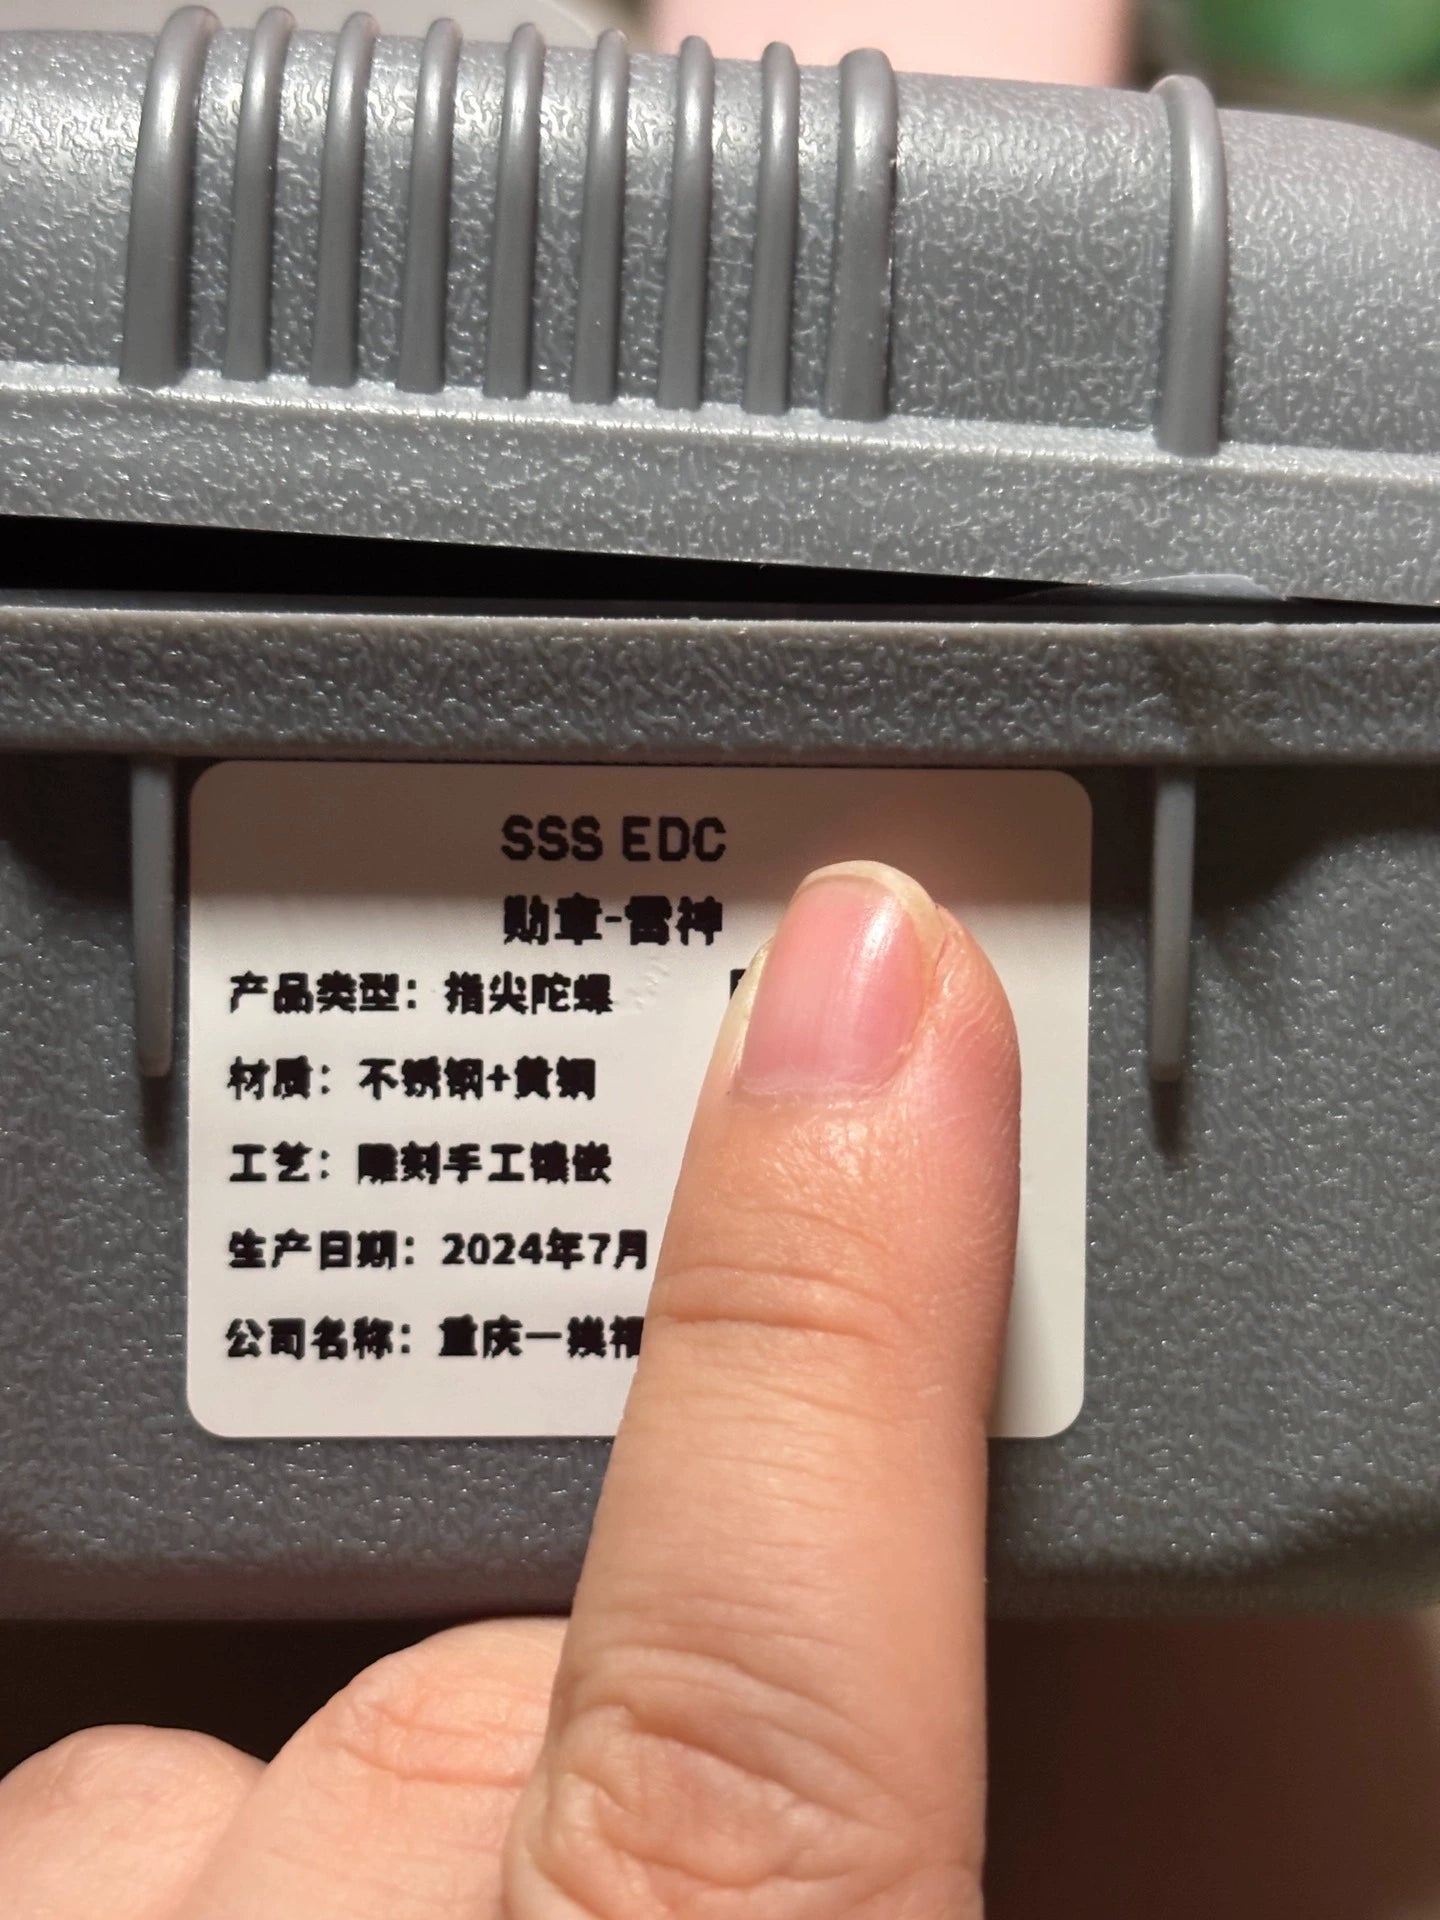 SSS EDC
勋章-雷神
产品类型：指尖陀螺
材质：不锈钢+黄铜
工艺：雕刻手工镶嵌
生产日期：2024年7月
公司名称：重庆一